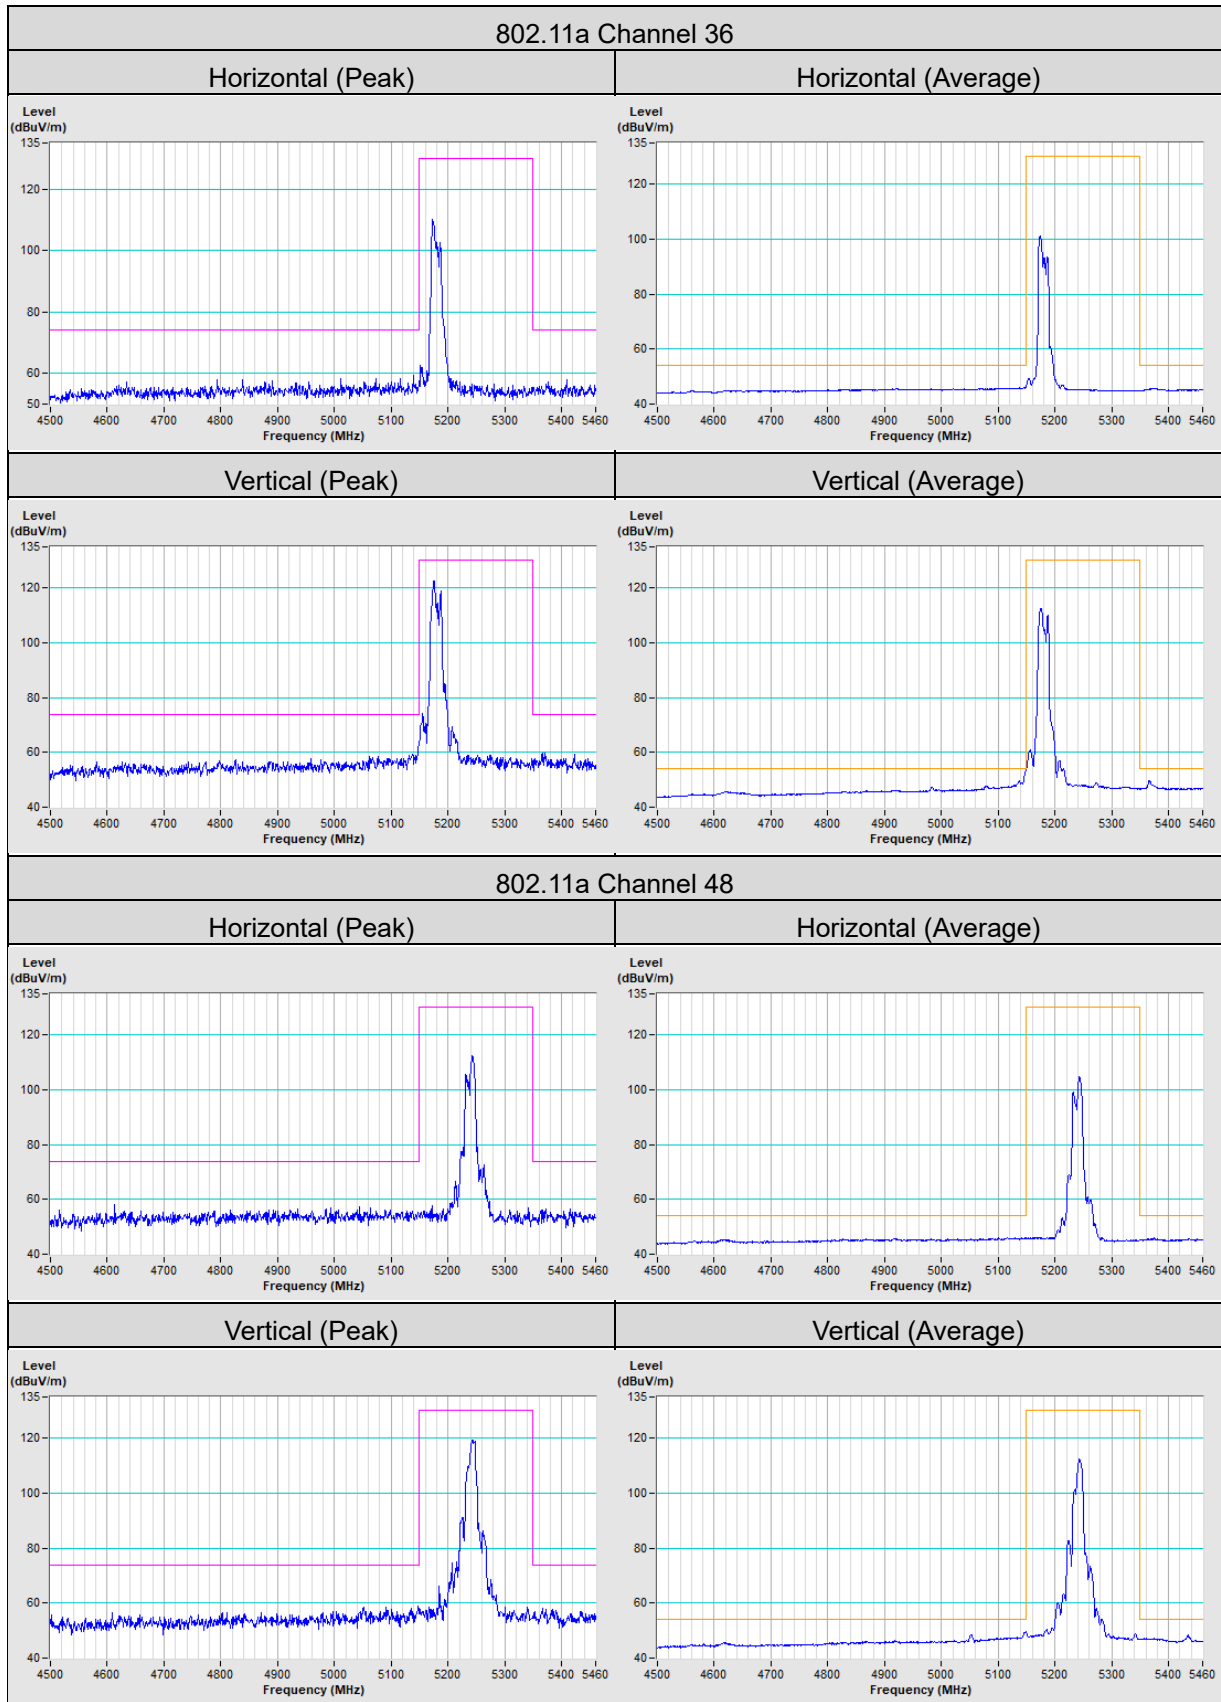 802.11a Channel 36
Horizontal (Peak) Horizontal (Average)
Level
(dBuV/m)
135
120
100
80
60
50
4500 4600 4700 4800 4900 5000 5100 5200 5300 5400 5460
Frequency (MHz)
Level
(dBuV/m)
135
120
100
80
60
40
4500 4600 4700 4800 4900 5000 5100 5200 5300 5400 5460
Frequency (MHz)
Vertical (Peak) Vertical (Average)
Level
(dBuV/m)
135
120
100
80
60
40
4500 4600 4700 4800 4900 5000 5100 5200 5300 5400 5460
Frequency (MHz)
Level
(dBuV/m)
135
120
100
80
60
40
4500 4600 4700 4800 4900 5000 5100 5200 5300 5400 5460
Frequency (MHz)
802.11a Channel 48
Horizontal (Peak) Horizontal (Average)
Level
(dBuV/m)
135
120
100
80
60
40
4500 4600 4700 4800 4900 5000 5100 5200 5300 5400 5460
Frequency (MHz)
Level
(dBuV/m)
135
120
100
80
60
40
4500 4600 4700 4800 4900 5000 5100 5200 5300 5400 5460
Frequency (MHz)
Vertical (Peak) Vertical (Average)
Level
(dBuV/m)
135
120
100
80
60
40
4500 4600 4700 4800 4900 5000 5100 5200 5300 5400 5460
Frequency (MHz)
Level
(dBuV/m)
135
120
100
80
60
40
4500 4600 4700 4800 4900 5000 5100 5200 5300 5400 5460
Frequency (MHz)